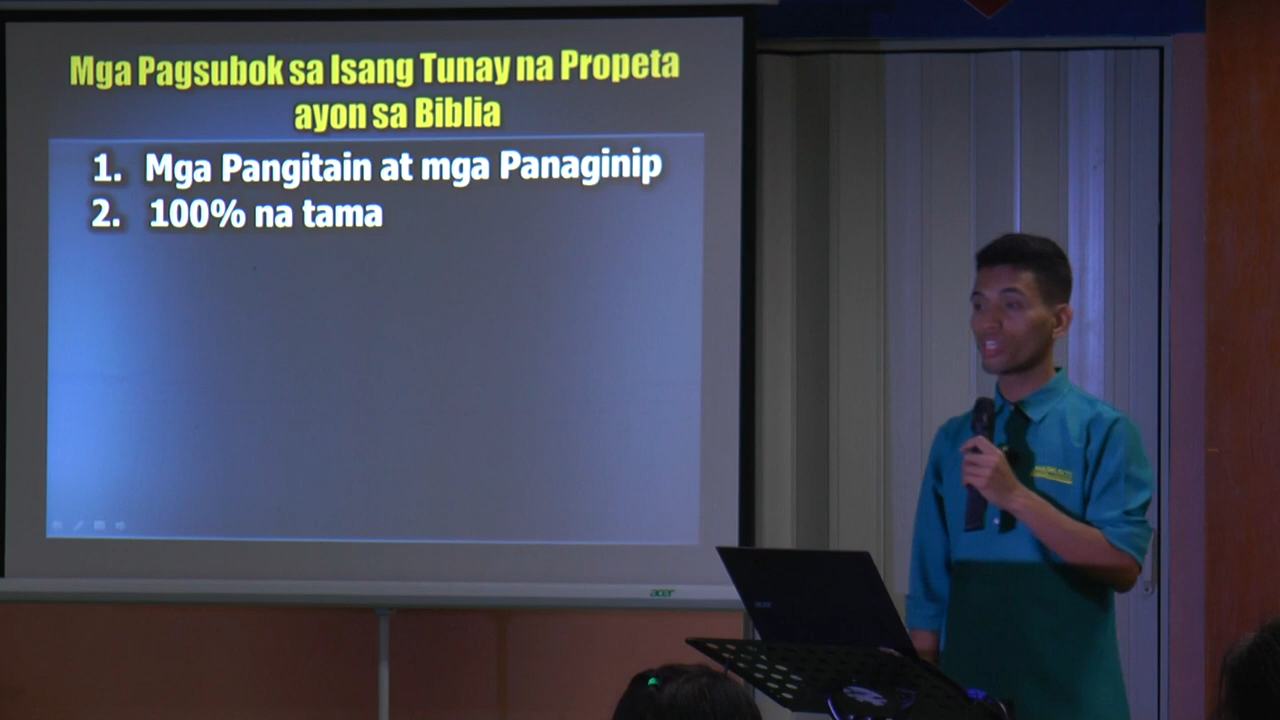 Mga Pagsubok sa Isang Tunay na Propeta
ayon sa Biblia
1. Mga Pangitain at mga Panaginip
2. 100% na tama
acer